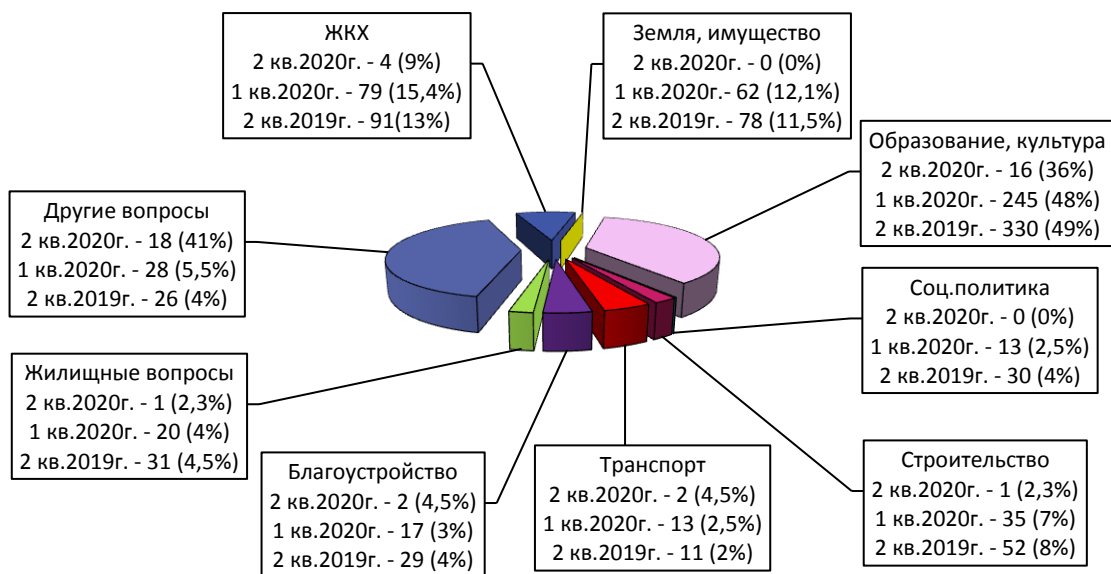 ЖКХ
2 кв.2020г. - 4 (9%)
1 кв.2020г. - 79 (15,4%)
2 кв.2019г. - 91(13%)
Земля, имущество
2 кв.2020г. - 0 (0%)
1 кв.2020г. - 62 (12,1%)
2 кв.2019г. - 78 (11,5%)
Образование, культура
2 кв.2020г. - 16 (36%)
1 кв.2020г. - 245 (48%)
2 кв.2019г. - 330 (49%)
Другие вопросы
2 кв.2020г. - 18 (41%)
1 кв.2020г. - 28 (5,5%)
2 кв.2019г. - 26 (4%)
Соц.политика
2 кв.2020г. - 0 (0%)
1 кв.2020г. - 13 (2,5%)
2 кв.2019г. - 30 (4%)
Жилищные вопросы
2 кв.2020г. - 1 (2,3%)
1 кв.2020г. - 20 (4%)
2 кв.2019г. - 31 (4,5%)
Благоустройство
2 кв.2020г. - 2 (4,5%)
1 кв.2020г. - 17 (3%)
2 кв.2019г. - 29 (4%)
Транспорт
2 кв.2020г. - 2 (4,5%)
1 кв.2020г. - 13 (2,5%)
2 кв.2019г. - 11 (2%)
Строительство
2 кв.2020г. - 1 (2,3%)
1 кв.2020г. - 35 (7%)
2 кв.2019г. - 52 (8%)